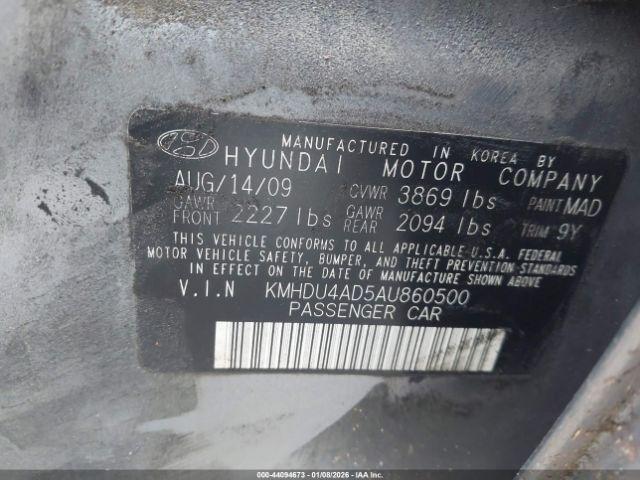 MANUFACTURED IN KOREA BY
HYUNDAI MOTOR COMPANY
AUG/14/09 GVWR 3869 lbs PAINT MAD
GAWR FRONT 2227 lbs GAWR REAR 2094 lbs TRIM 9Y
THIS VEHICLE CONFORMS TO ALL APPLICABLE U.S.A. FEDERAL
MOTOR VEHICLE SAFETY, BUMPER, AND THEFT PREVENTION STANDARDS
IN EFFECT ON THE DATE OF MANUFACTURE SHOWN ABOVE
V.I.N KMHDU4AD5AU860500
PASSENGER CAR
000-44094673 | 01/08/2026 - IAAI.COM